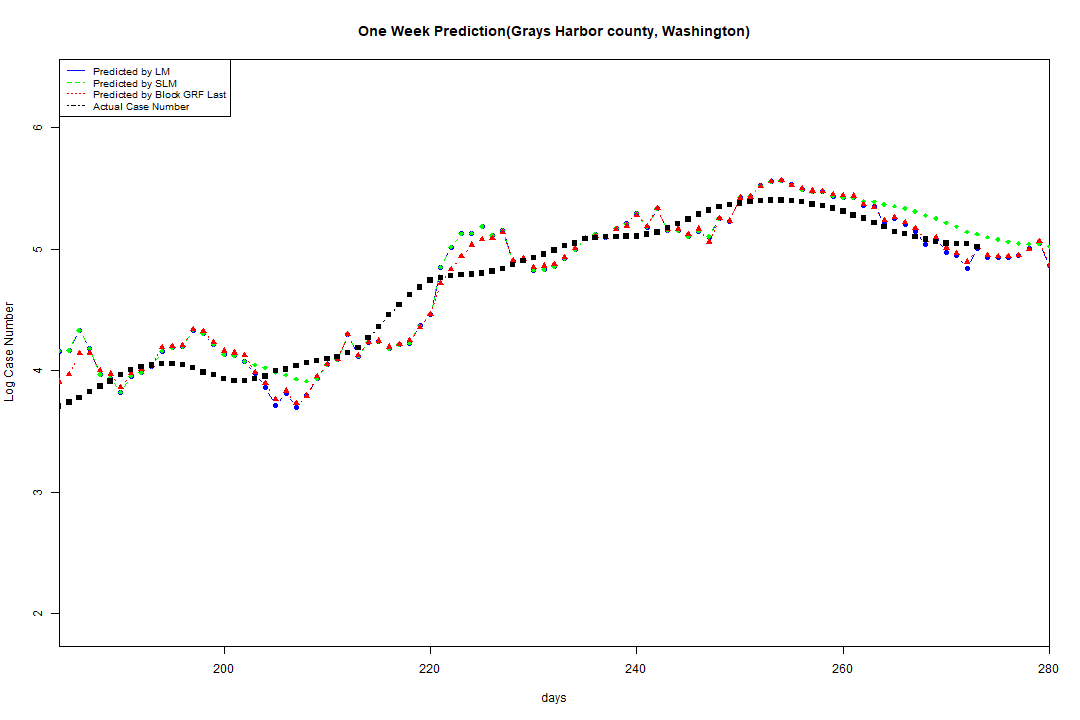 One Week Prediction(Grays Harbor county, Washington)
Predicted by LM
Predicted by SLM
Predicted by Block GRF Last
Actual Case Number
Log Case Number
6
5
4
3
2
200
220
240
260
280
days